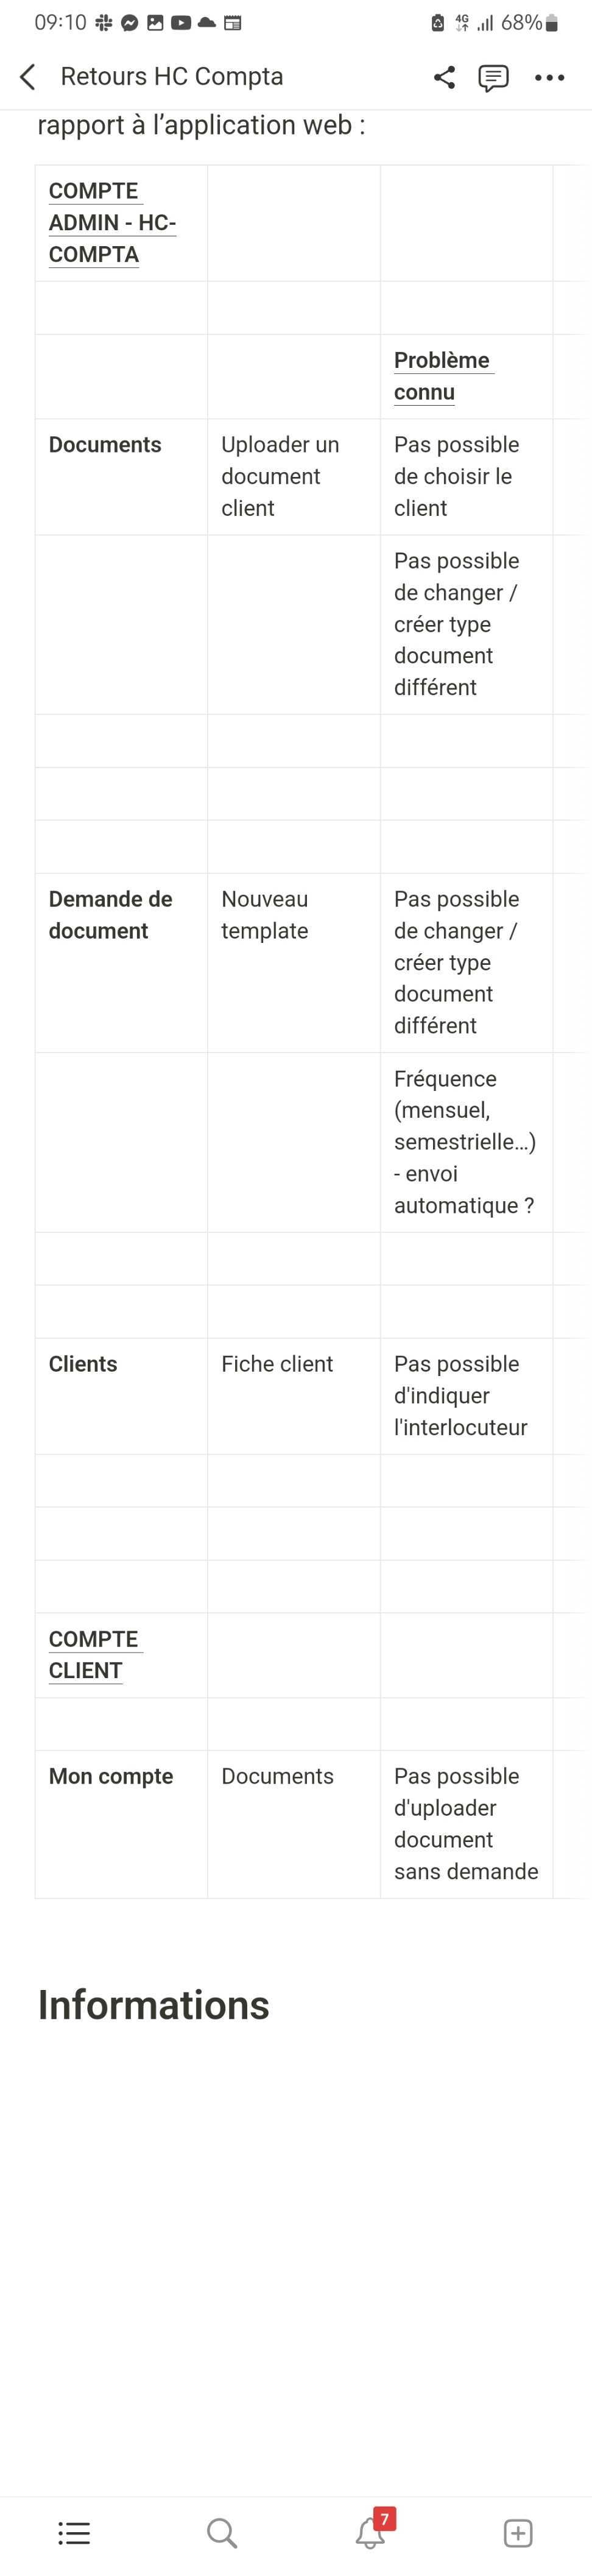 09:10
4G
68%
Retours HC Compta
rapport à l’application web :
COMPTE
ADMIN - HC-
COMPTA
Problème
connu
Documents
Uploader un
document
client
Pas possible
de choisir le
client
Pas possible
de changer /
créer type
document
différent
Demande de
document
Nouveau
template
Pas possible
de changer /
créer type
document
différent
Fréquence
(mensuel,
semestrielle...)
- envoi
automatique ?
Clients
Fiche client
Pas possible
d'indiquer
l'interlocuteur
COMPTE
CLIENT
Mon compte
Documents
Pas possible
d'uploader
document
sans demande
Informations
7